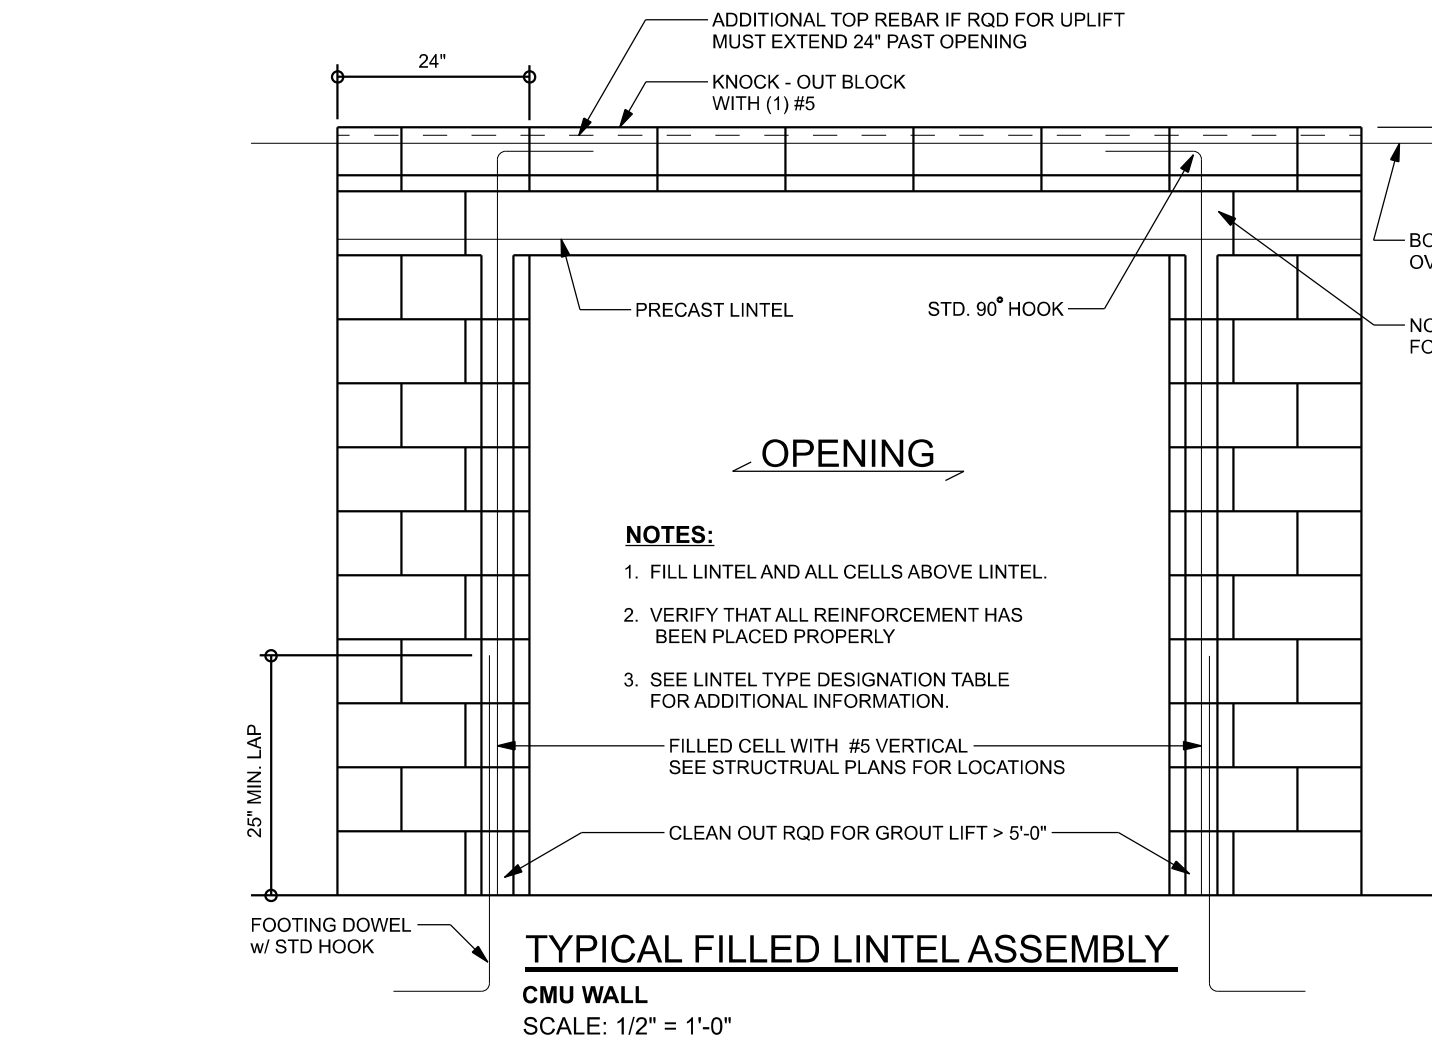 ADDITIONAL TOP REBAR IF RQD FOR UPLIFT
MUST EXTEND 24" PAST OPENING
24"
KNOCK - OUT BLOCK
WITH (1) #5
BO
OV
PRECAST LINTEL
STD. 90° HOOK
NO
FO
OPENING
NOTES:
1. FILL LINTEL AND ALL CELLS ABOVE LINTEL.
2. VERIFY THAT ALL REINFORCEMENT HAS
BEEN PLACED PROPERLY
3. SEE LINTEL TYPE DESIGNATION TABLE
FOR ADDITIONAL INFORMATION.
25" MIN. LAP
FILLED CELL WITH #5 VERTICAL
SEE STRUCTRUAL PLANS FOR LOCATIONS
CLEAN OUT RQD FOR GROUT LIFT > 5'-0"
FOOTING DOWEL
w/ STD HOOK
TYPICAL FILLED LINTEL ASSEMBLY
CMU WALL
SCALE: 1/2" = 1'-0"